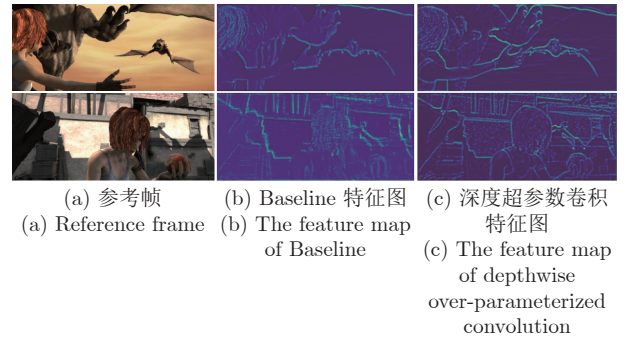 (a) 参考帧
(a) Reference frame
(b) Baseline 特征图
(b) The feature map
of Baseline
(c) 深度超参数卷积
特征图
(c) The feature map
of depthwise
over-parameterized
convolution